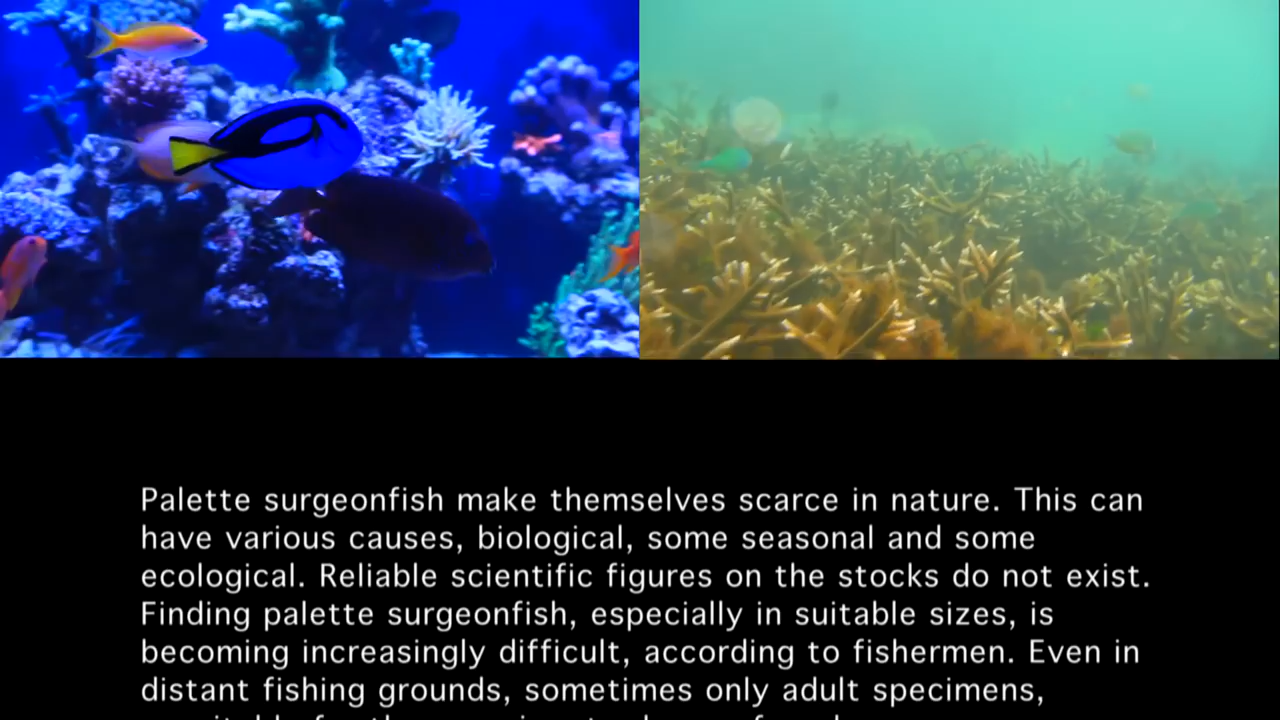 Palette surgeonfish make themselves scarce in nature. This can
have various causes, biological, some seasonal and some
ecological. Reliable scientific figures on the stocks do not exist.
Finding palette surgeonfish, especially in suitable sizes, is
becoming increasingly difficult, according to fishermen. Even in
distant fishing grounds, sometimes only adult specimens,